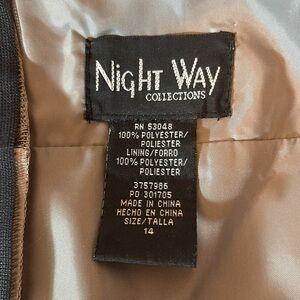 NIGHT WAY
COLLECTIONS
RN 53048
100% POLYESTER/
POLIESTER
LINING/FORRO
100% POLYESTER/
POLIESTER
3757986
PO 301705
MADE IN CHINA
HECHO EN CHINA
SIZE/TALLA
14